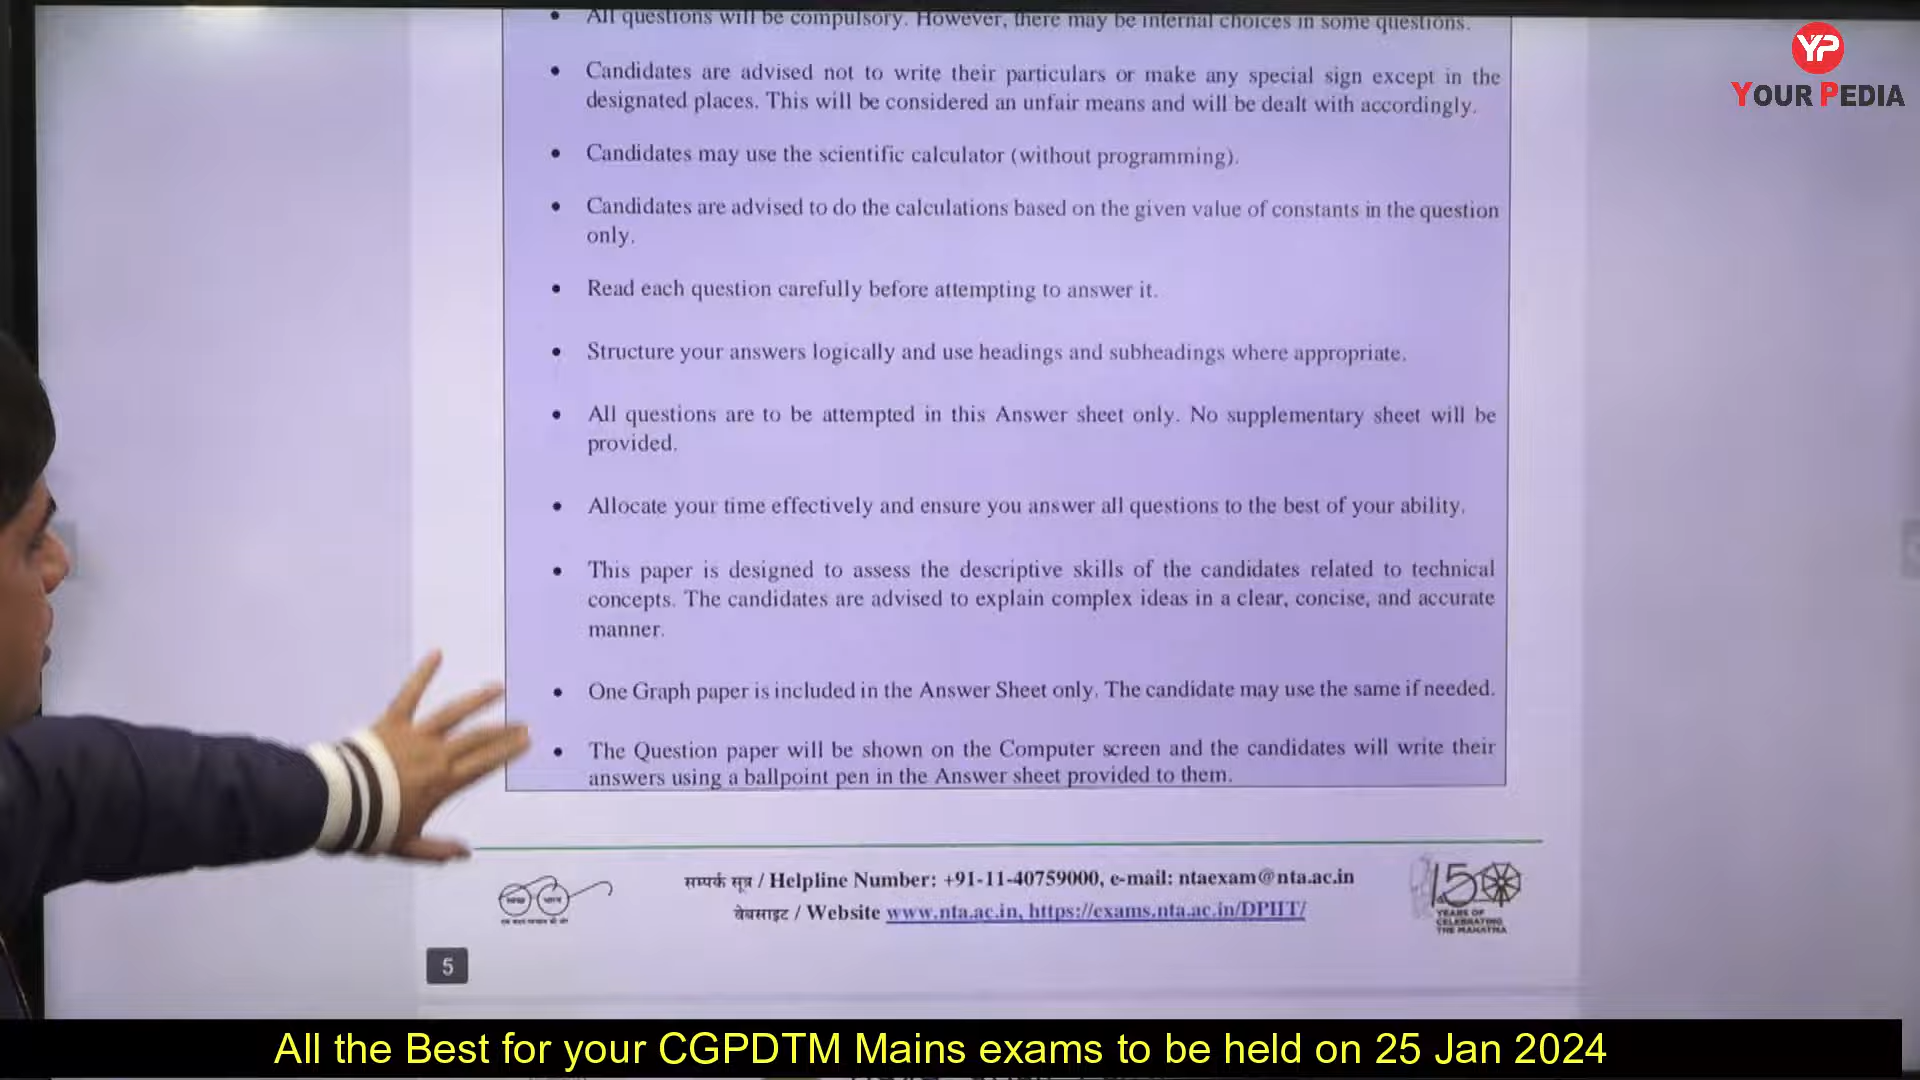 All questions will be compulsory. However, there may be internal choices in some questions.
YP
YOUR PEDIA
• Candidates are advised not to write their particulars or make any special sign except in the
designated places. This will be considered an unfair means and will be dealt with accordingly.
• Candidates may use the scientific calculator (without programming).
• Candidates are advised to do the calculations based on the given value of constants in the question
only.
• Read each question carefully before attempting to answer it.
• Structure your answers logically and use headings and subheadings where appropriate.
• All questions are to be attempted in this Answer sheet only. No supplementary sheet will be
provided.
• Allocate your time effectively and ensure you answer all questions to the best of your ability.
• This paper is designed to assess the descriptive skills of the candidates related to technical
concepts. The candidates are advised to explain complex ideas in a clear, concise, and accurate
manner.
• One Graph paper is included in the Answer Sheet only. The candidate may use the same if needed.
• The Question paper will be shown on the Computer screen and the candidates will write their
answers using a ballpoint pen in the Answer sheet provided to them.
सम्पर्क सूत्र / Helpline Number: +91-11-40759000, e-mail: ntaexam@nta.ac.in
वेबसाइट / Website www.nta.ac.in, https://exams.nta.ac.in/DPIIT/
150
YEARS OF
CELEBRATING
THE MAHATMA
5
All the Best for your CGPDTM Mains exams to be held on 25 Jan 2024